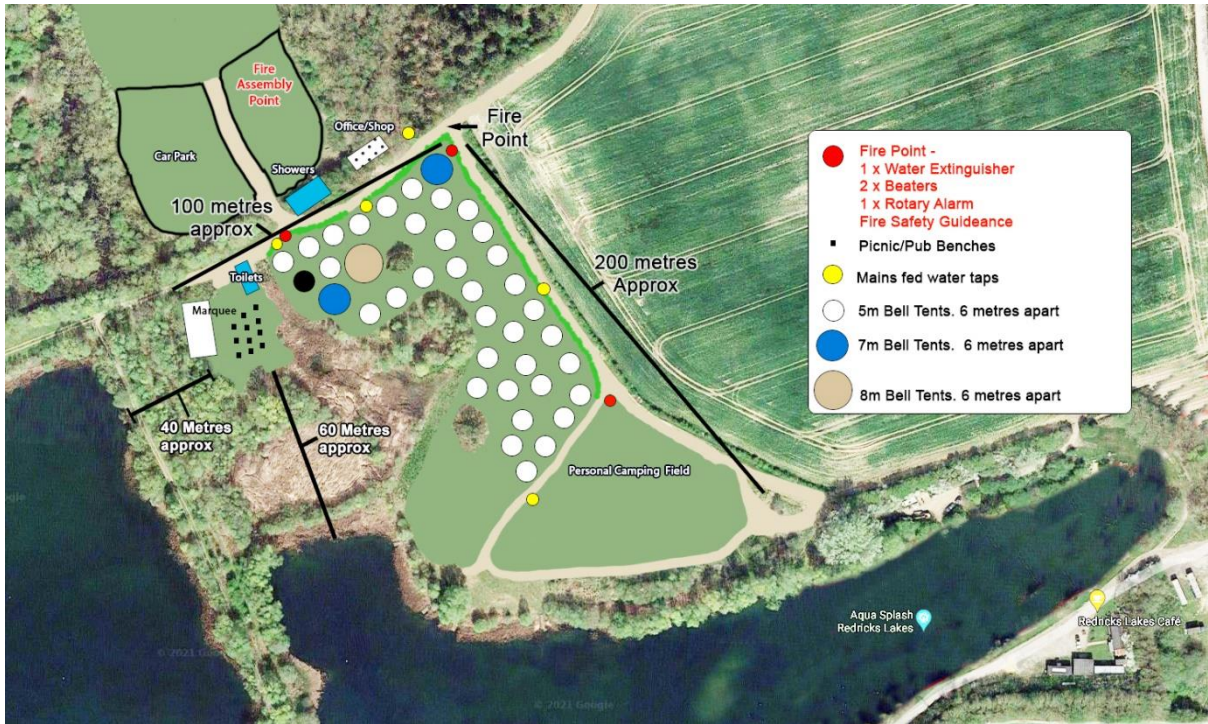 Fire
Assembly
Point
Car Park
Office/Shop
Fire
Point
Showers
100 metres
approx
Toilets
Marquee
200 metres
Approx
40 Metres
approx
60 Metres
approx
Personal Camping Field
Fire Point -
1 x Water Extinguisher
2 x Beaters
1 x Rotary Alarm
Fire Safety Guideance
Picnic/Pub Benches
Mains fed water taps
5m Bell Tents. 6 metres apart
7m Bell Tents. 6 metres apart
8m Bell Tents. 6 metres apart
Aqua Splash
Redricks Lakes
Redricks Lakes Café
Google
© 2021 Google